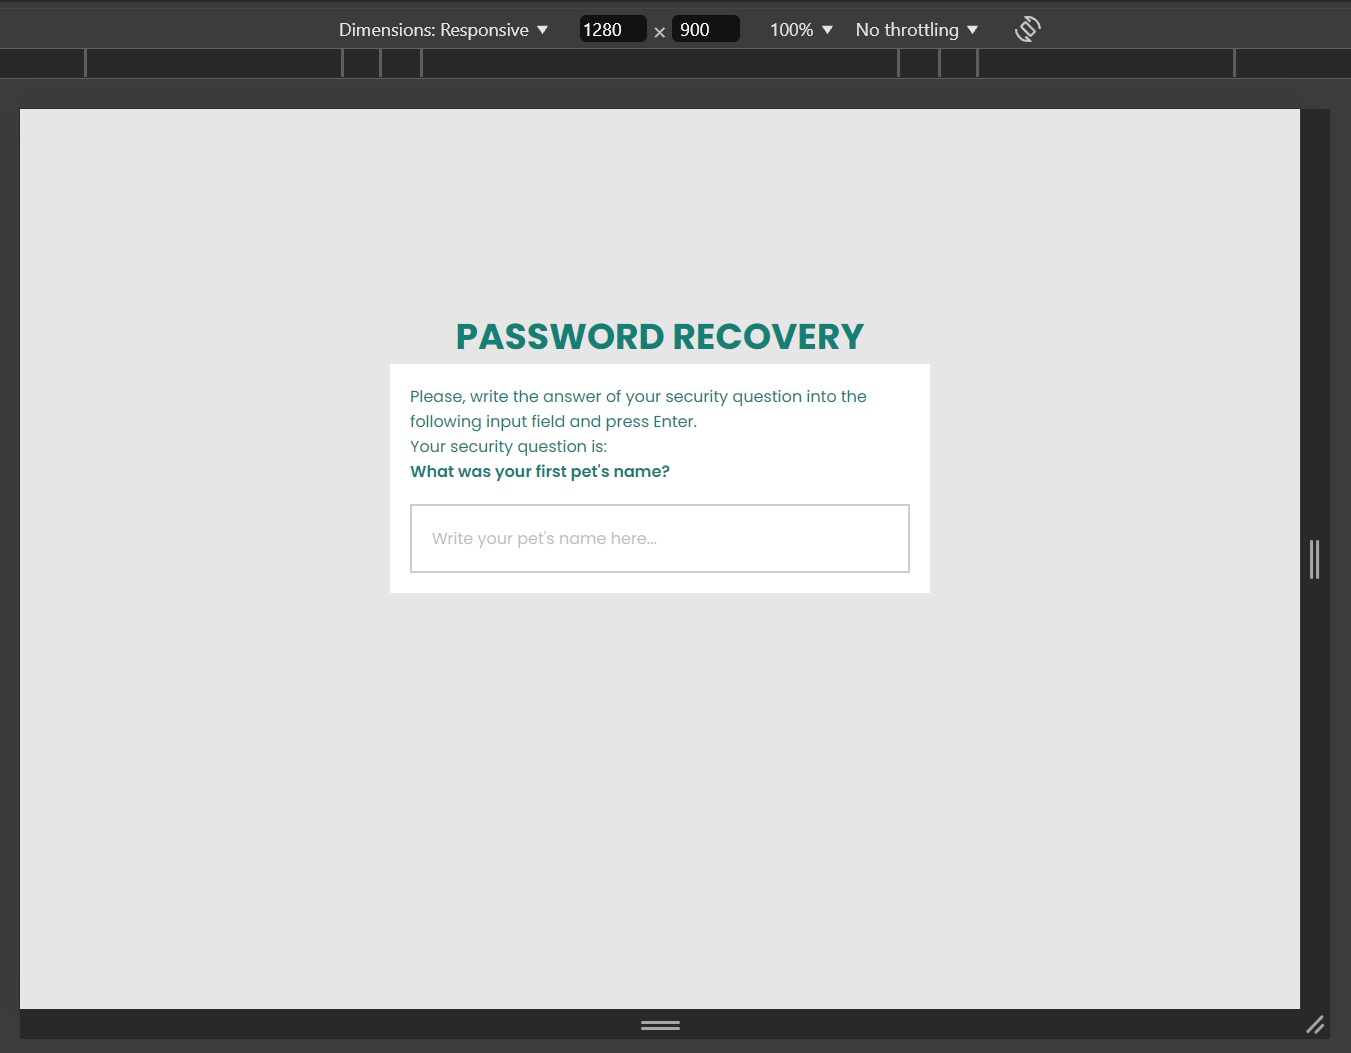 Dimensions: Responsive ▼ 1280 × 900 100% ▼ No throttling ▼
PASSWORD RECOVERY
Please, write the answer of your security question into the
following input field and press Enter.
Your security question is:
What was your first pet's name?
Write your pet's name here...